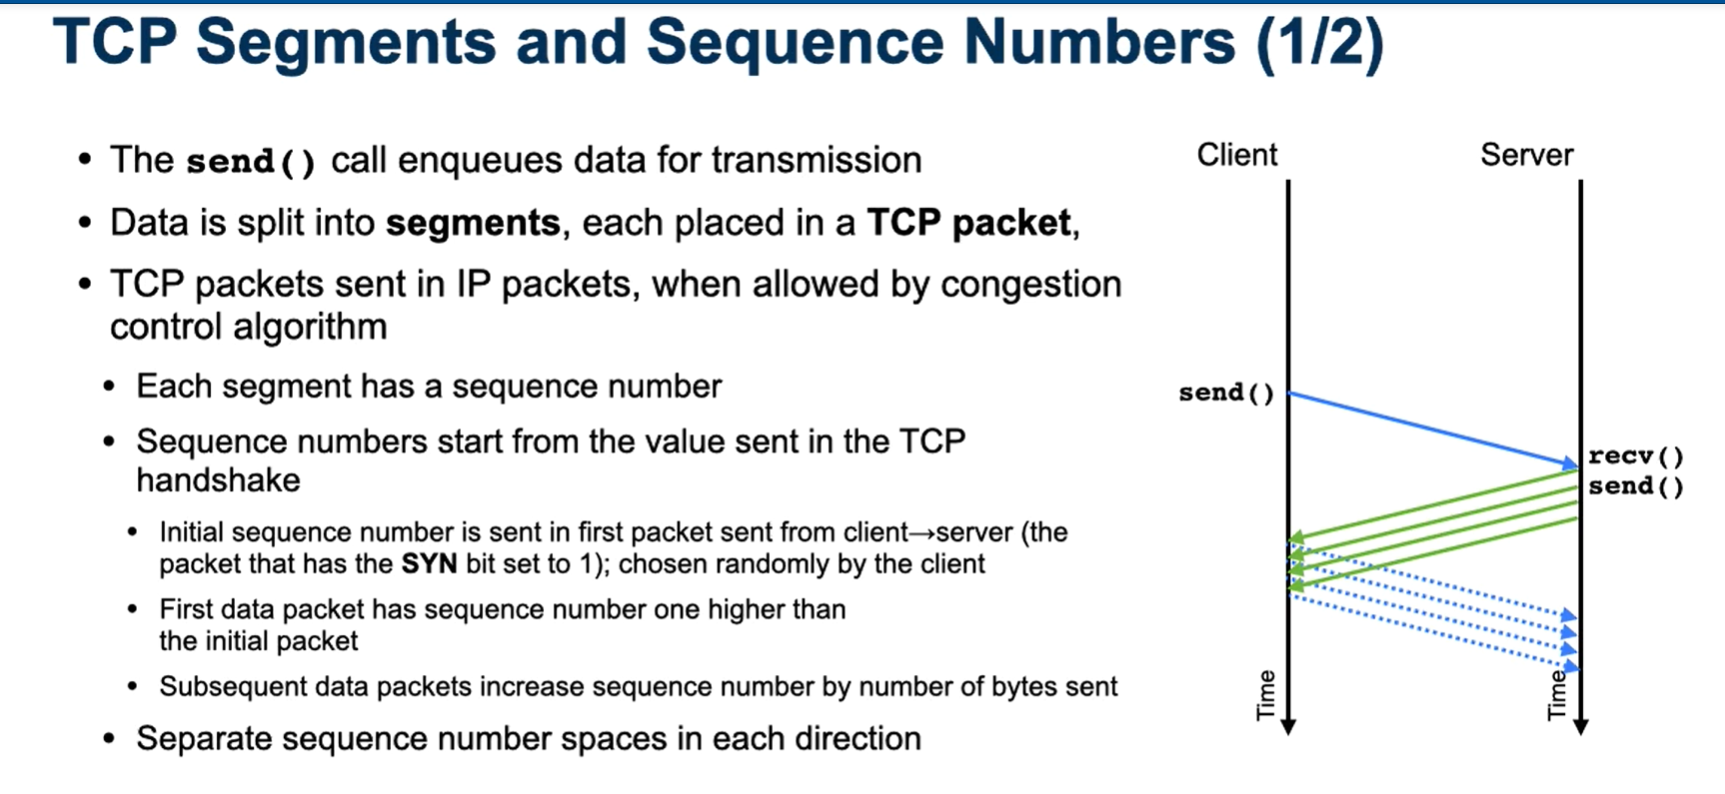 TCP Segments and Sequence Numbers (1/2)
• The send() call enqueues data for transmission
• Data is split into segments, each placed in a TCP packet,
• TCP packets sent in IP packets, when allowed by congestion
control algorithm
• Each segment has a sequence number
• Sequence numbers start from the value sent in the TCP
handshake
• Initial sequence number is sent in first packet sent from client→server (the
packet that has the SYN bit set to 1); chosen randomly by the client
• First data packet has sequence number one higher than
the initial packet
• Subsequent data packets increase sequence number by number of bytes sent
• Separate sequence number spaces in each direction
Client
Server
send()
recv()
send()
Time
Time